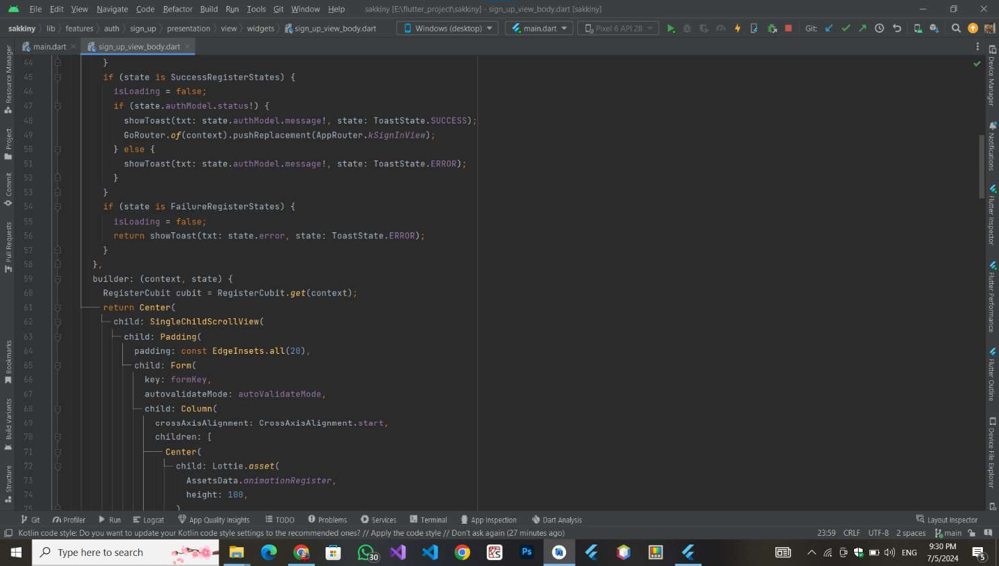 File Edit View Navigate Code Refactor Build Run Tools Git Window Help sakkiny [E:\flutter_project\sakkiny] - sign_up_view_body.dart [sakkiny]
sakkiny lib features auth sign_up presentation view widgets sign_up_view_body.dart Windows (desktop) main.dart Pixel 6 API 28 Git:
main.dart sign_up_view_body.dart
44 }
45 if (state is SuccessRegisterStates) {
46 isLoading = false;
47 if (state.authModel.status!) {
48 showToast(txt: state.authModel.message!, state: ToastState.SUCCESS);
49 GoRouter.of(context).pushReplacement(AppRouter.kSignInView);
50 } else {
51 showToast(txt: state.authModel.message!, state: ToastState.ERROR);
52 }
53 }
54 if (state is FailureRegisterStates) {
55 isLoading = false;
56 return showToast(txt: state.error, state: ToastState.ERROR);
57 }
58 },
59 builder: (context, state) {
60 RegisterCubit cubit = RegisterCubit.get(context);
61 return Center(
62 child: SingleChildScrollView(
63 child: Padding(
64 padding: const EdgeInsets.all(20),
65 child: Form(
66 key: formKey,
67 autovalidateMode: autoValidateMode,
68 child: Column(
69 crossAxisAlignment: CrossAxisAlignment.start,
70 children: [
71 Center(
72 child: Lottie.asset(
73 AssetsData.animationRegister,
74 height: 100,
75 )
Resource Manager
Project
Commit
Pull Requests
Bookmarks
Build Variants
Structure
Device Manager
Notifications
Flutter Inspector
Flutter Performance
Flutter Outline
Device File Explorer
Git Profiler Run Logcat App Quality Insights TODO Problems Services Terminal App Inspection Dart Analysis Layout Inspector
Kotlin code style: Do you want to update your Kotlin code style settings to the recommended ones? // Apply the code style // Don't ask again (27 minutes ago) 23:59 CRLF UTF-8 2 spaces main
Type here to search 30 Ps ENG 9:30 PM
7/5/2024 5